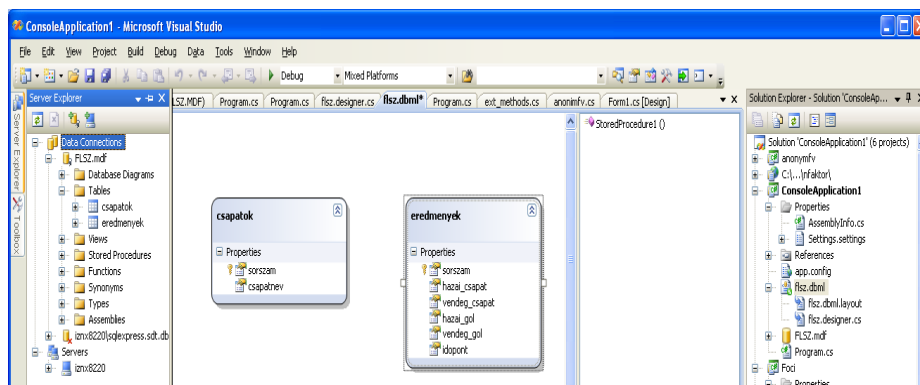 ConsoleApplication1 - Microsoft Visual Studio
File Edit View Project Build Debug Data Tools Window Help
Debug Mixed Platforms
Server Explorer
LSZ.MDF) Program.cs Program.cs flsz.designer.cs flsz.dbml* Program.cs ext_methods.cs anonimfv.cs Form1.cs [Design]
Solution Explorer - Solution 'ConsoleAp...
Server Explorer
Toolbox
Data Connections
FLSZ.mdf
Database Diagrams
Tables
csapatok
eredmenyek
Views
Stored Procedures
Functions
Synonyms
Types
Assemblies
iznx8220\sqlexpress.sdt.db
Servers
iznx8220
csapatok
Properties
sorszam
csapatnev
eredmenyek
Properties
sorszam
hazai_csapat
vendeg_csapat
hazai_gol
vendeg_gol
idopont
StoredProcedure1 ()
Solution 'ConsoleApplication1' (6 projects)
anonymfv
C:\...\nfaktor\
ConsoleApplication1
Properties
AssemblyInfo.cs
Settings.settings
References
app.config
flsz.dbml
flsz.dbml.layout
flsz.designer.cs
FLSZ.mdf
Program.cs
Foci
Properties